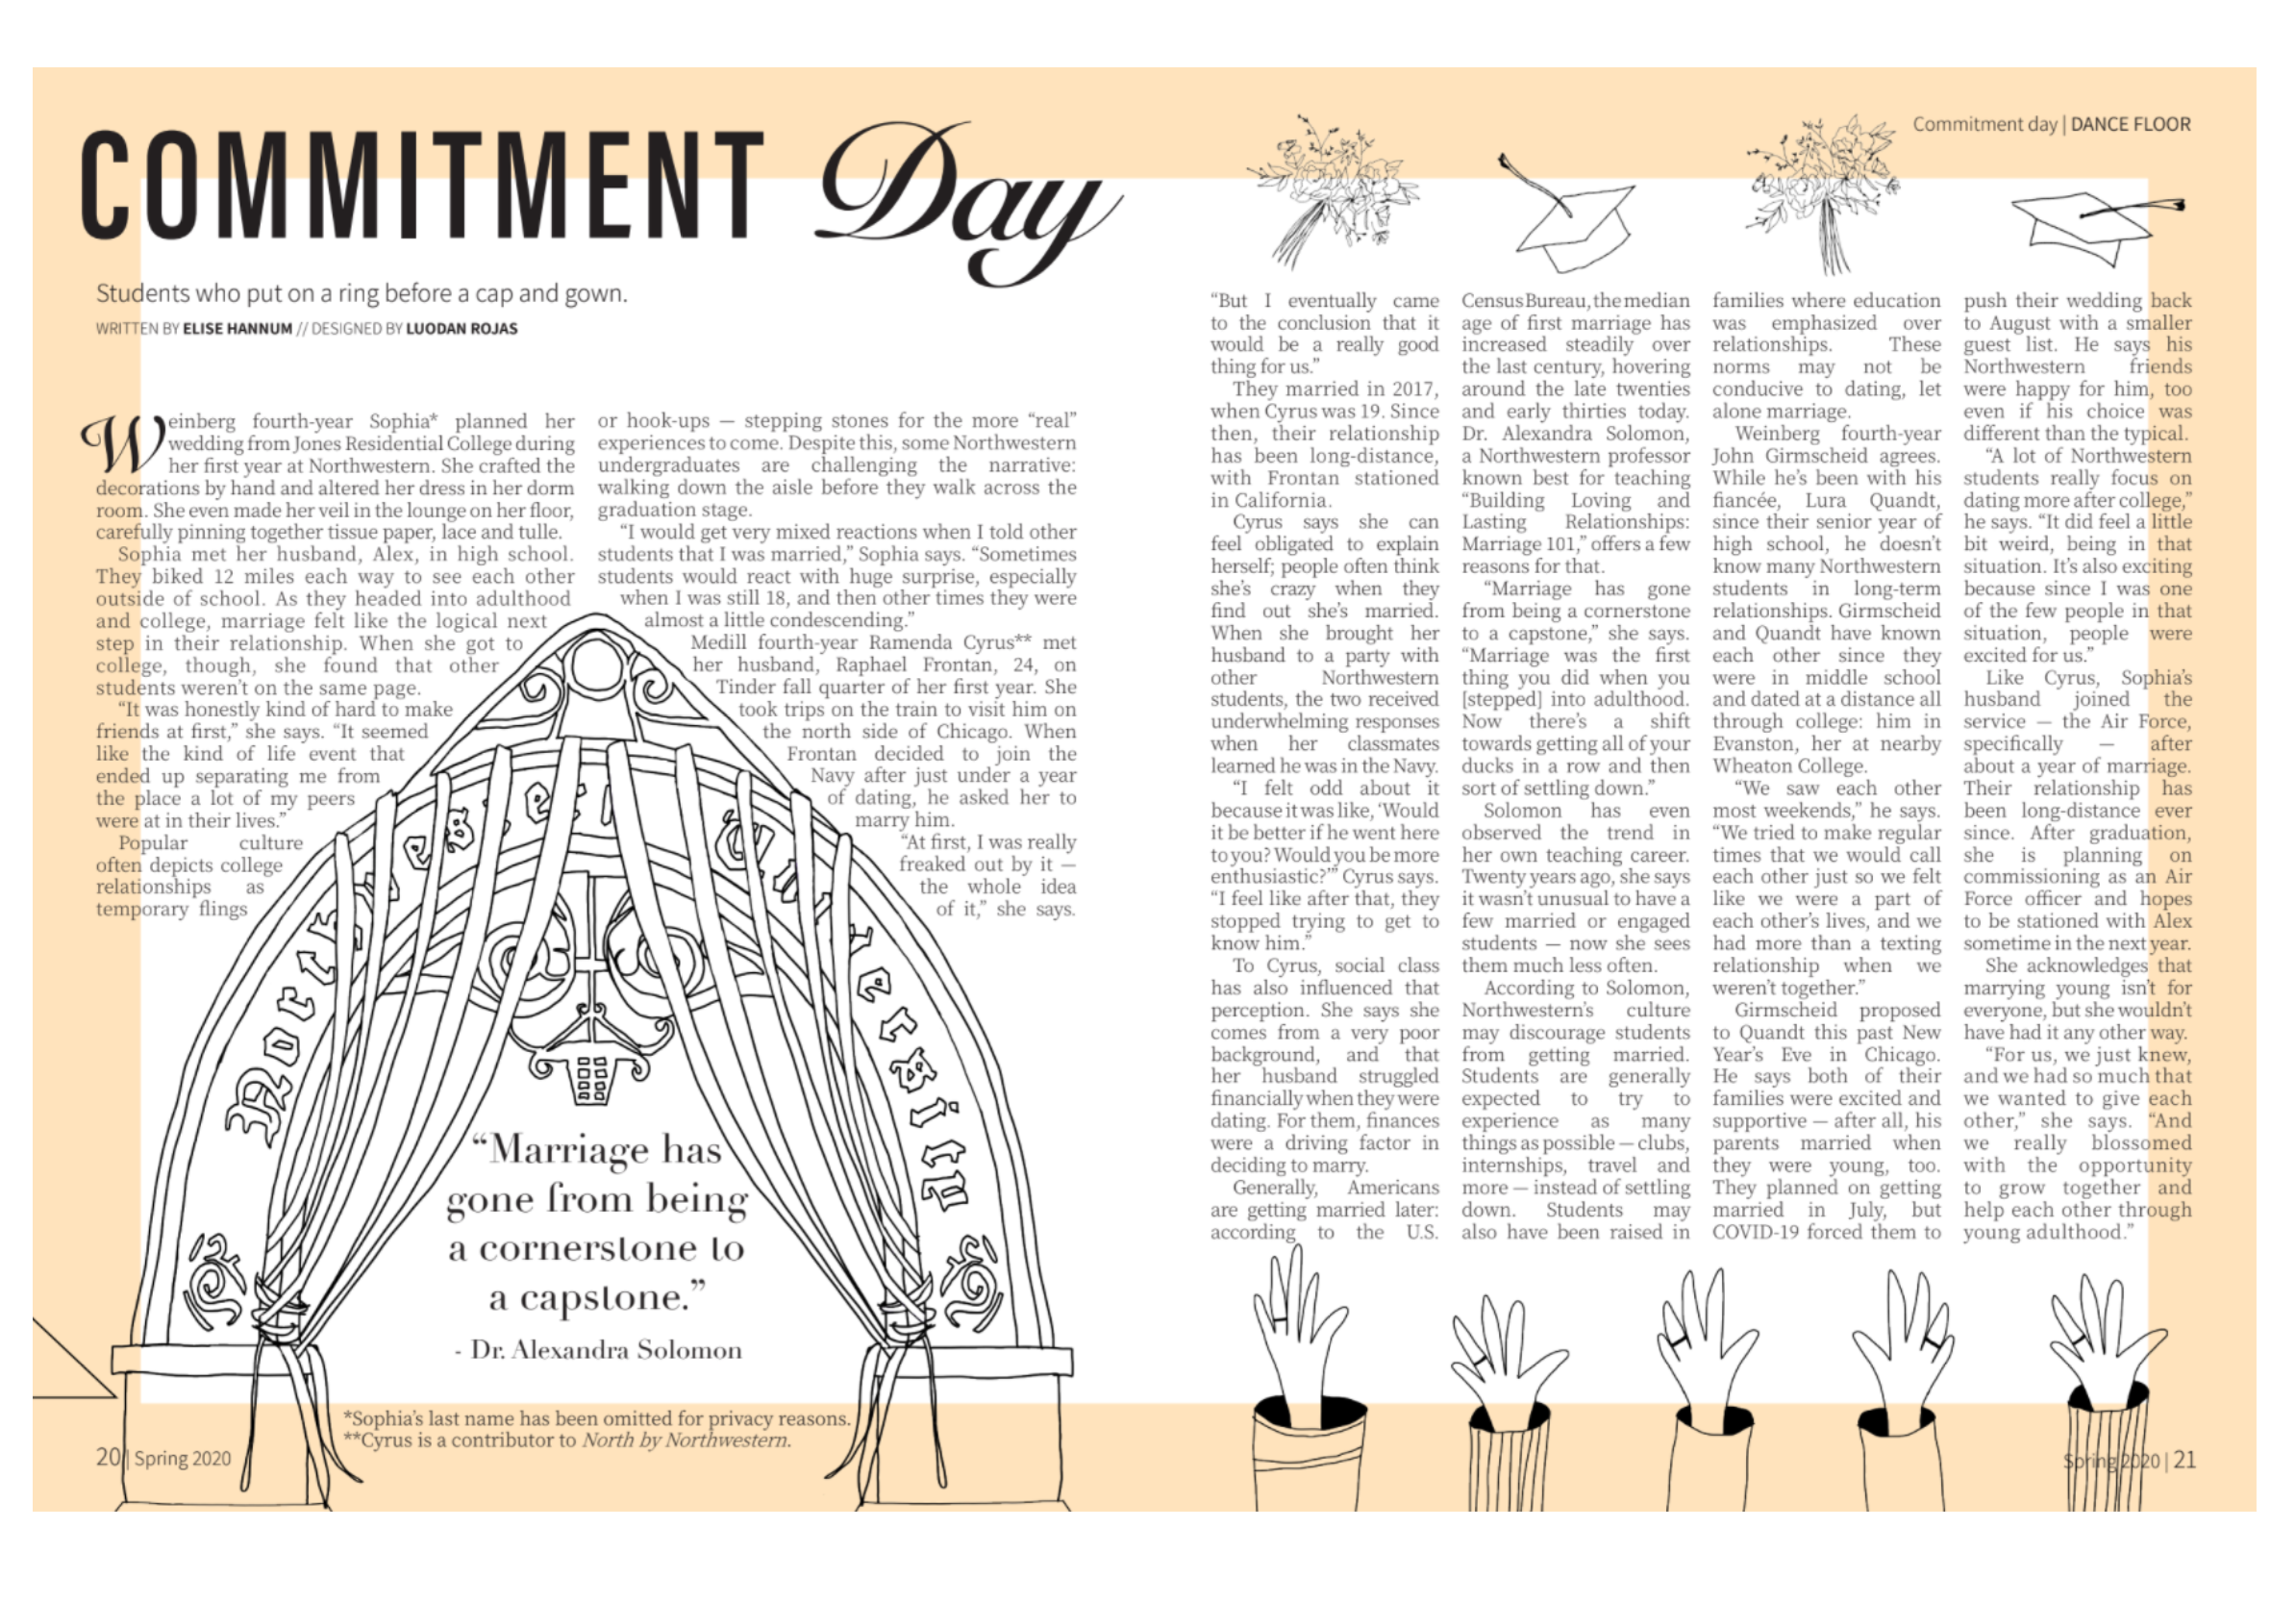 COMMITMENT Day
Students who put on a ring before a cap and gown.
WRITTEN BY ELISE HANNUM // DESIGNED BY LUODAN ROJAS
Weinberg fourth-year Sophia* planned her
wedding from Jones Residential College during
her first year at Northwestern. She crafted the
decorations by hand and altered her dress in her dorm
room. She even made her veil in the lounge on her floor,
carefully pinning together tissue paper, lace and tulle.
Sophia met her husband, Alex, in high school.
They biked 12 miles each way to see each other
outside of school. As they headed into adulthood
and college, marriage felt like the logical next
step in their relationship. When she got to
college, though, she found that other
students weren't on the same page.
“It was honestly kind of hard to make
friends at first,” she says. “It seemed
like the kind of life event that
ended up separating me from
the place a lot of my peers
were at in their lives.”
Popular culture
often depicts college
relationships as
temporary flings
or hook-ups — stepping stones for the more “real”
experiences to come. Despite this, some Northwestern
undergraduates are challenging the narrative:
walking down the aisle before they walk across the
graduation stage.
“I would get very mixed reactions when I told other
students that I was married,” Sophia says. “Sometimes
students would react with huge surprise, especially
when I was still 18, and then other times they were
almost a little condescending.”
Medill fourth-year Ramenda Cyrus** met
her husband, Raphael Frontan, 24, on
Tinder fall quarter of her first year. She
took trips on the train to visit him on
the north side of Chicago. When
Frontan decided to join the
Navy after just under a year
of dating, he asked her to
marry him.
“At first, I was really
freaked out by it —
the whole idea
of it,” she says.
Northwestern University
“Marriage has
gone from being
a cornerstone to
a capstone.”
- Dr. Alexandra Solomon
*Sophia's last name has been omitted for privacy reasons.
**Cyrus is a contributor to North by Northwestern.
20 | Spring 2020
Commitment day | DANCE FLOOR
“But I eventually came
to the conclusion that it
would be a really good
thing for us.”
They married in 2017,
when Cyrus was 19. Since
then, their relationship
has been long-distance,
with Frontan stationed
in California.
Cyrus says she can
feel obligated to explain
herself; people often think
she's crazy when they
find out she's married.
When she brought her
husband to a party with
other Northwestern
students, the two received
underwhelming responses
when her classmates
learned he was in the Navy.
“I felt odd about it
because it was like, ‘Would
it be better if he went here
to you? Would you be more
enthusiastic?’” Cyrus says.
“I feel like after that, they
stopped trying to get to
know him.”
To Cyrus, social class
has also influenced that
perception. She says she
comes from a very poor
background, and that
her husband struggled
financially when they were
dating. For them, finances
were a driving factor in
deciding to marry.
Generally, Americans
are getting married later:
according to the U.S.
Census Bureau, the median
age of first marriage has
increased steadily over
the last century, hovering
around the late twenties
and early thirties today.
Dr. Alexandra Solomon,
a Northwestern professor
known best for teaching
“Building Loving and
Lasting Relationships:
Marriage 101,” offers a few
reasons for that.
“Marriage has gone
from being a cornerstone
to a capstone,” she says.
“Marriage was the first
thing you did when you
[stepped] into adulthood.
Now there's a shift
towards getting all of your
ducks in a row and then
sort of settling down.”
Solomon has even
observed the trend in
her own teaching career.
Twenty years ago, she says
it wasn't unusual to have a
few married or engaged
students — now she sees
them much less often.
According to Solomon,
Northwestern's culture
may discourage students
from getting married.
Students are generally
expected to try to
experience as many
things as possible — clubs,
internships, travel and
more — instead of settling
down. Students may
also have been raised in
families where education
was emphasized over
relationships. These
norms may not be
conducive to dating, let
alone marriage.
Weinberg fourth-year
John Girmscheid agrees.
While he's been with his
fiancée, Lura Quandt,
since their senior year of
high school, he doesn't
know many Northwestern
students in long-term
relationships. Girmscheid
and Quandt have known
each other since they
were in middle school
and dated at a distance all
through college: him in
Evanston, her at nearby
Wheaton College.
“We saw each other
most weekends,” he says.
“We tried to make regular
times that we would call
each other just so we felt
like we were a part of
each other's lives, and we
had more than a texting
relationship when we
weren't together.”
Girmscheid proposed
to Quandt this past New
Year's Eve in Chicago.
He says both of their
families were excited and
supportive — after all, his
parents married when
they were young, too.
They planned on getting
married in July, but
COVID-19 forced them to
push their wedding back
to August with a smaller
guest list. He says his
Northwestern friends
were happy for him, too
even if his choice was
different than the typical.
“A lot of Northwestern
students really focus on
dating more after college,”
he says. “It did feel a little
bit weird, being in that
situation. It's also exciting
because since I was one
of the few people in that
situation, people were
excited for us.”
Like Cyrus, Sophia's
husband joined the
service — the Air Force,
specifically — after
about a year of marriage.
Their relationship has
been long-distance ever
since. After graduation,
she is planning on
commissioning as an Air
Force officer and hopes
to be stationed with Alex
sometime in the next year.
She acknowledges that
marrying young isn't for
everyone, but she wouldn't
have had it any other way.
“For us, we just knew,
and we had so much that
we wanted to give each
other,” she says. “And
we really blossomed
with the opportunity
to grow together and
help each other through
young adulthood.”
Spring 2020 | 21